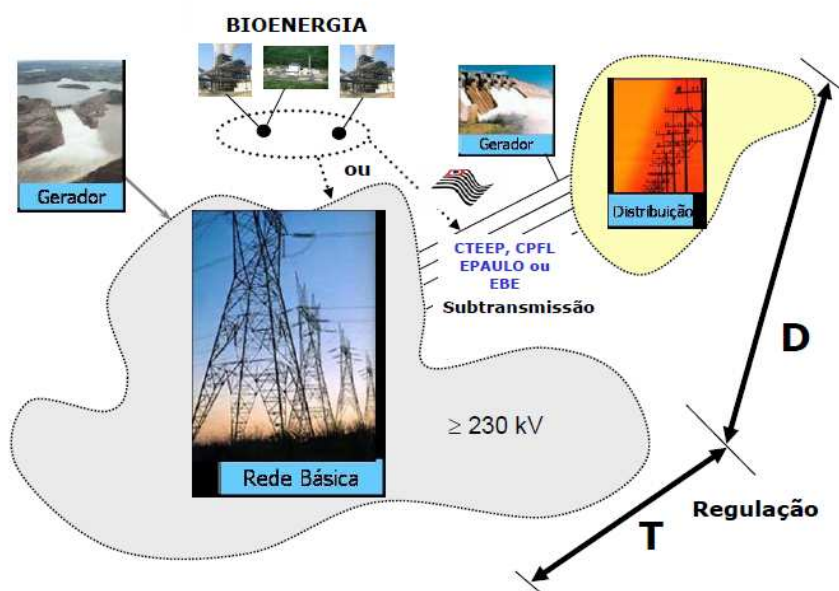 BIOENERGIA
Gerador
ou
Gerador
Distribuição
CTEEP, CPFL
EPAULO ou
EBE
Subtransmissão
D
≥ 230 kV
Rede Básica
Regulação
T